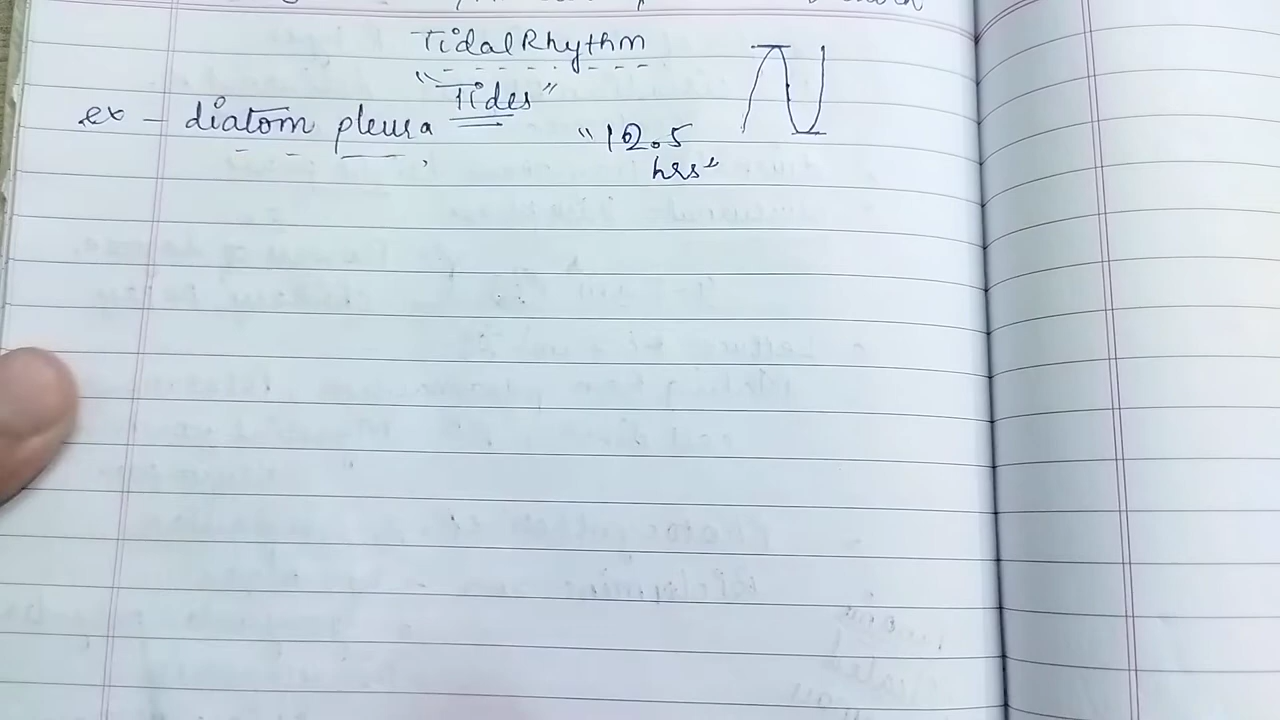 Tidal Rhythm
"Tides"
ex - diatom pleura
"12.5
hrs"